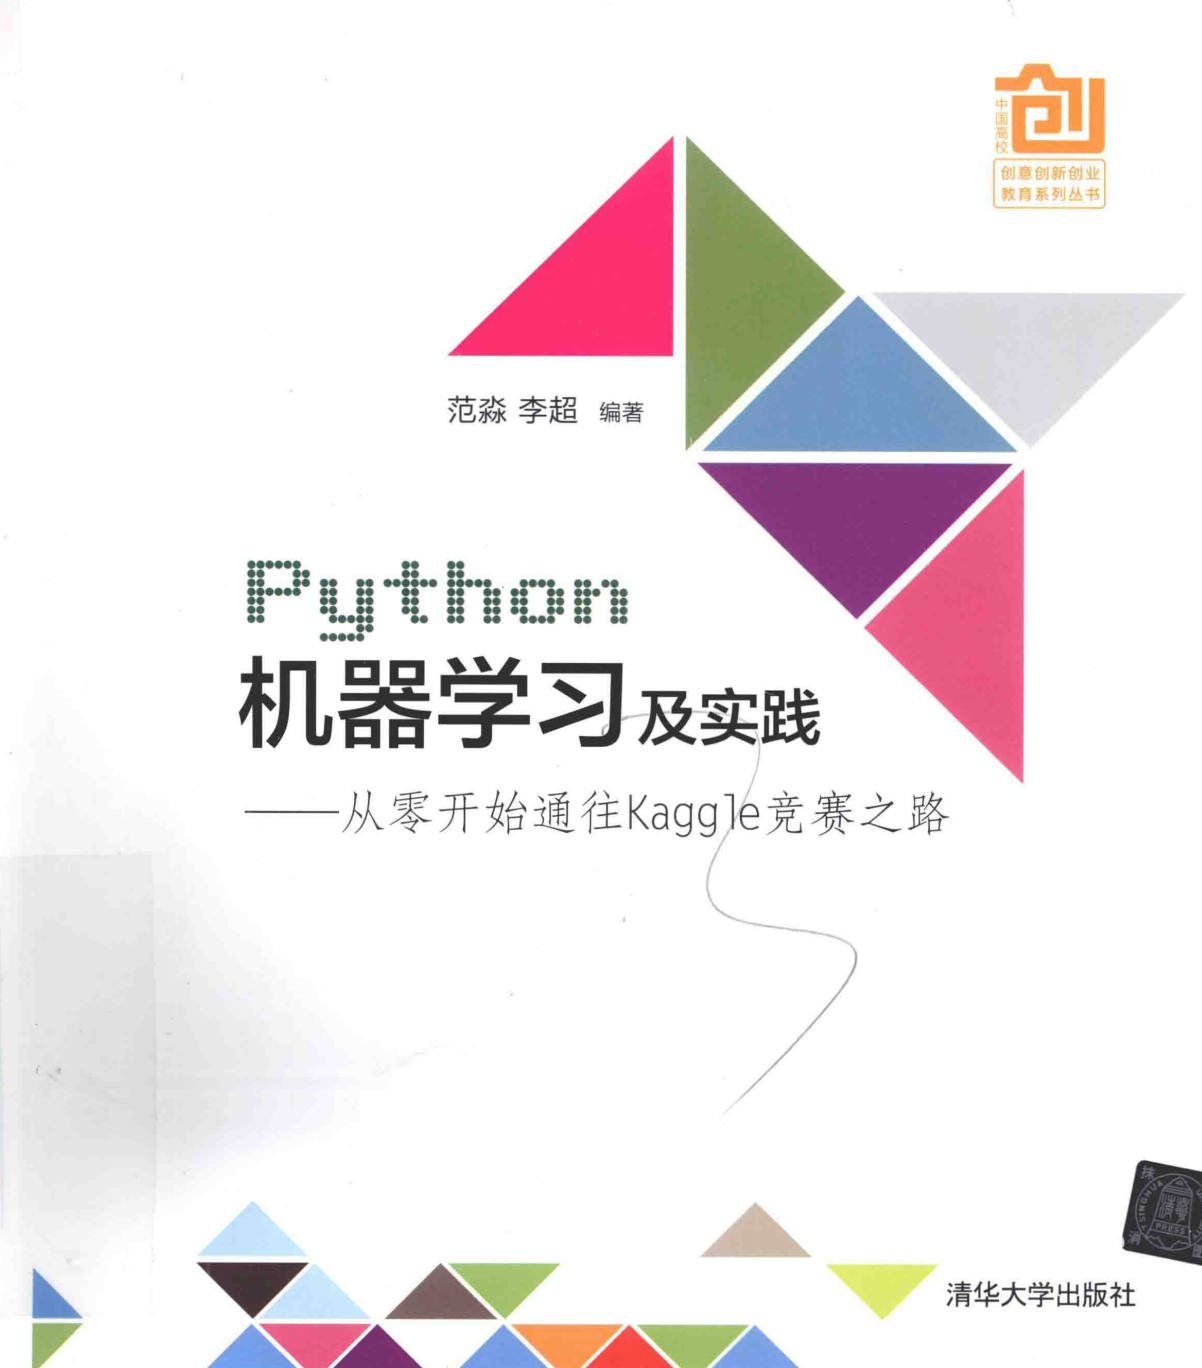 中国高校
创
创意创新创业
教育系列丛书
范淼 李超 编著
Python
机器学习及实践
——从零开始通往Kaggle竞赛之路
清华大学出版社